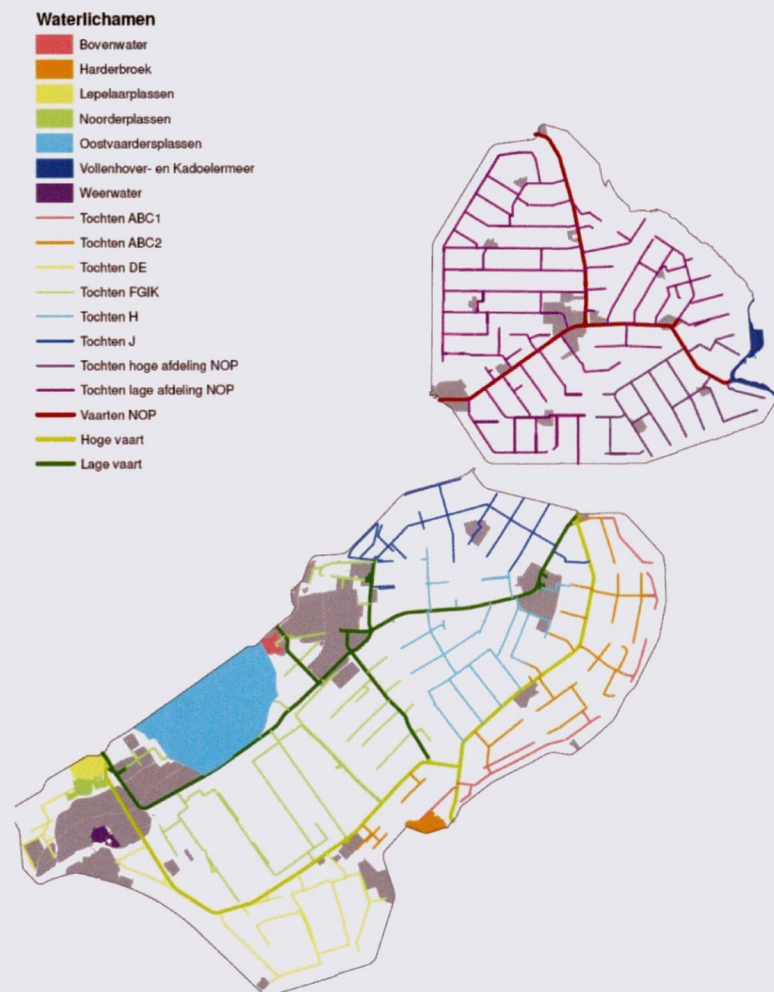 Waterlichamen
Bovenwater
Harderbroek
Lepelaarplassen
Noorderplassen
Oostvaardersplassen
Vollenhover- en Kadoelermeer
Weerwater
Tochten ABC1
Tochten ABC2
Tochten DE
Tochten FGIK
Tochten H
Tochten J
Tochten hoge afdeling NOP
Tochten lage afdeling NOP
Vaarten NOP
Hoge vaart
Lage vaart